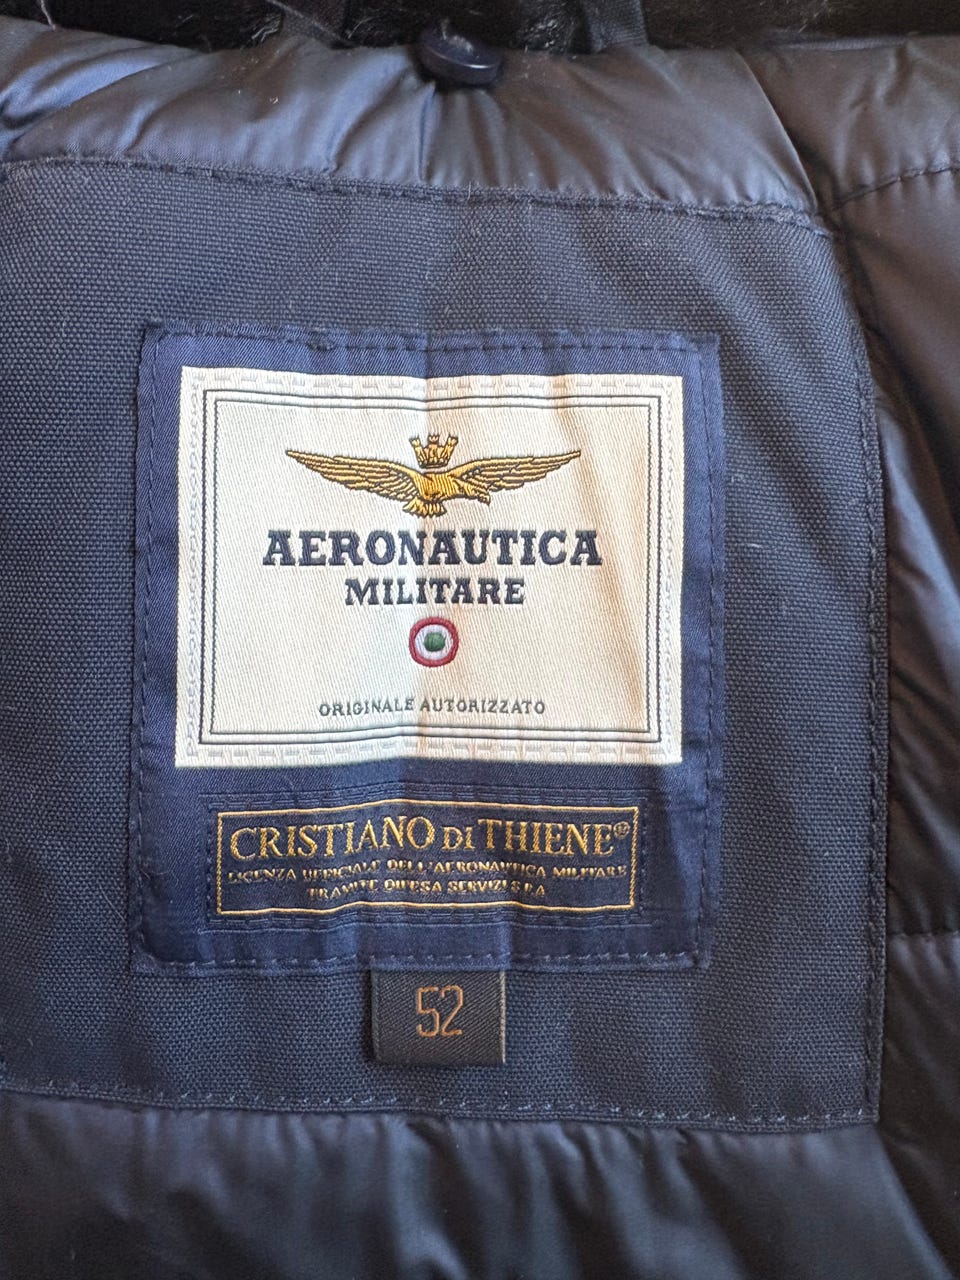 AERONAUTICA
MILITARE
ORIGINALE AUTORIZZATO
CRISTIANO DI THIENE®
LICENZA UFFICIALE DELL'AERONAUTICA MILITARE
TRAMITE DIFESA SERVIZI S.P.A
52